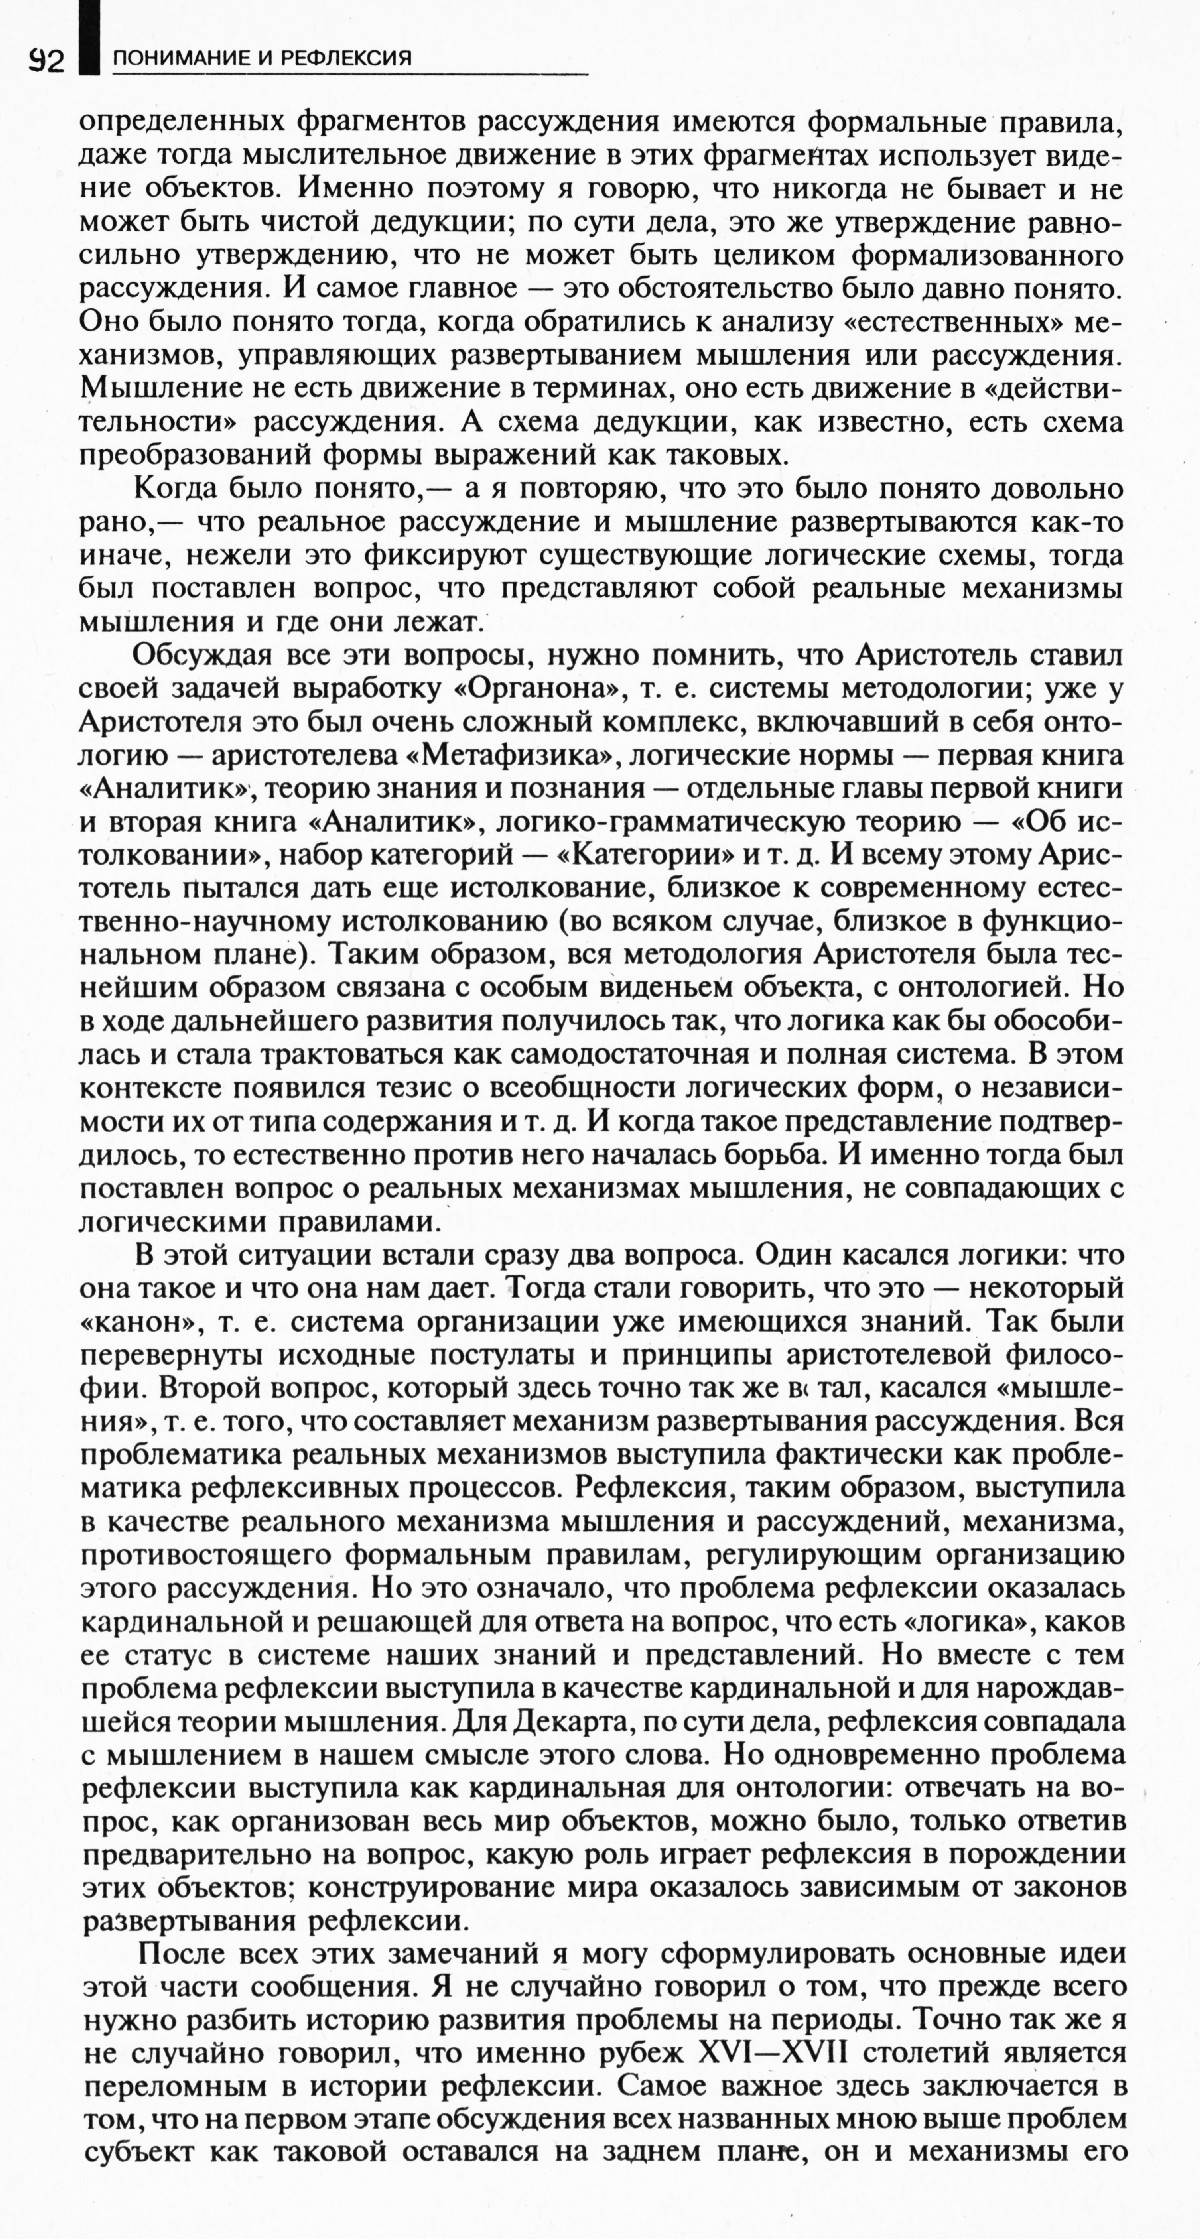 92
ПОНИМАНИЕ И РЕФЛЕКСИЯ
определенных фрагментов рассуждения имеются формальные правила,
даже тогда мыслительное движение в этих фрагментах использует виде-
ние объектов. Именно поэтому я говорю, что никогда не бывает и не
может быть чистой дедукции; по сути дела, это же утверждение равно-
сильно утверждению, что не может быть целиком формализованного
рассуждения. И самое главное — это обстоятельство было давно понято.
Оно было понято тогда, когда обратились к анализу «естественных» ме-
ханизмов, управляющих развертыванием мышления или рассуждения.
Мышление не есть движение в терминах, оно есть движение в «действи-
тельности» рассуждения. А схема дедукции, как известно, есть схема
преобразований формы выражений как таковых.
Когда было понято,— а я повторяю, что это было понято довольно
рано,— что реальное рассуждение и мышление развертываются как-то
иначе, нежели это фиксируют существующие логические схемы, тогда
был поставлен вопрос, что представляют собой реальные механизмы
мышления и где они лежат.
Обсуждая все эти вопросы, нужно помнить, что Аристотель ставил
своей задачей выработку «Органона», т. е. системы методологии; уже у
Аристотеля это был очень сложный комплекс, включавший в себя онто-
логию — аристотелева «Метафизика», логические нормы — первая книга
«Аналитик», теорию знания и познания — отдельные главы первой книги
и вторая книга «Аналитик», логико-грамматическую теорию — «Об ис-
толковании», набор категорий — «Категории» и т. д. И всему этому Арис-
тотель пытался дать еще истолкование, близкое к современному естес-
твенно-научному истолкованию (во всяком случае, близкое в функцио-
нальном плане). Таким образом, вся методология Аристотеля была тес-
нейшим образом связана с особым виденьем объекта, с онтологией. Но
в ходе дальнейшего развития получилось так, что логика как бы обособи-
лась и стала трактоваться как самодостаточная и полная система. В этом
контексте появился тезис о всеобщности логических форм, о независи-
мости их от типа содержания и т. д. И когда такое представление подтвер-
дилось, то естественно против него началась борьба. И именно тогда был
поставлен вопрос о реальных механизмах мышления, не совпадающих с
логическими правилами.
В этой ситуации встали сразу два вопроса. Один касался логики: что
она такое и что она нам дает. Тогда стали говорить, что это — некоторый
«канон», т. е. система организации уже имеющихся знаний. Так были
перевернуты исходные постулаты и принципы аристотелевой филосо-
фии. Второй вопрос, который здесь точно так же встал, касался «мышле-
ния», т. е. того, что составляет механизм развертывания рассуждения. Вся
проблематика реальных механизмов выступила фактически как пробле-
матика рефлексивных процессов. Рефлексия, таким образом, выступила
в качестве реального механизма мышления и рассуждений, механизма,
противостоящего формальным правилам, регулирующим организацию
этого рассуждения. Но это означало, что проблема рефлексии оказалась
кардинальной и решающей для ответа на вопрос, что есть «логика», каков
ее статус в системе наших знаний и представлений. Но вместе с тем
проблема рефлексии выступила в качестве кардинальной и для нарождав-
шейся теории мышления. Для Декарта, по сути дела, рефлексия совпадала
с мышлением в нашем смысле этого слова. Но одновременно проблема
рефлексии выступила как кардинальная для онтологии: отвечать на во-
прос, как организован весь мир объектов, можно было, только ответив
предварительно на вопрос, какую роль играет рефлексия в порождении
этих объектов; конструирование мира оказалось зависимым от законов
развертывания рефлексии.
После всех этих замечаний я могу сформулировать основные идеи
этой части сообщения. Я не случайно говорил о том, что прежде всего
нужно разбить историю развития проблемы на периоды. Точно так же я
не случайно говорил, что именно рубеж XVI—XVII столетий является
переломным в истории рефлексии. Самое важное здесь заключается в
том, что на первом этапе обсуждения всех названных мною выше проблем
субъект как таковой оставался на заднем плане, он и механизмы его